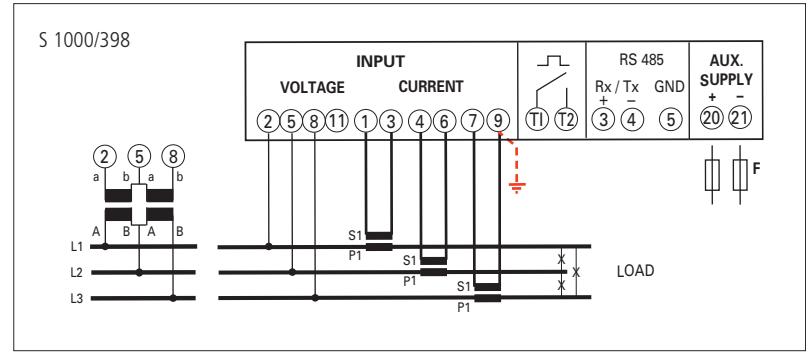 S 1000/398
INPUT
VOLTAGE CURRENT
RS 485
Rx / Tx GND
+ −
AUX.
SUPPLY
+ −
2 5 8 11 1 3 4 6 7 9 T1 T2 3 4 5 20 21
F
2 5 8
a b a b
A B A B
L1
L2
L3
S1
P1
S1
P1
S1
P1
X
X
X
LOAD